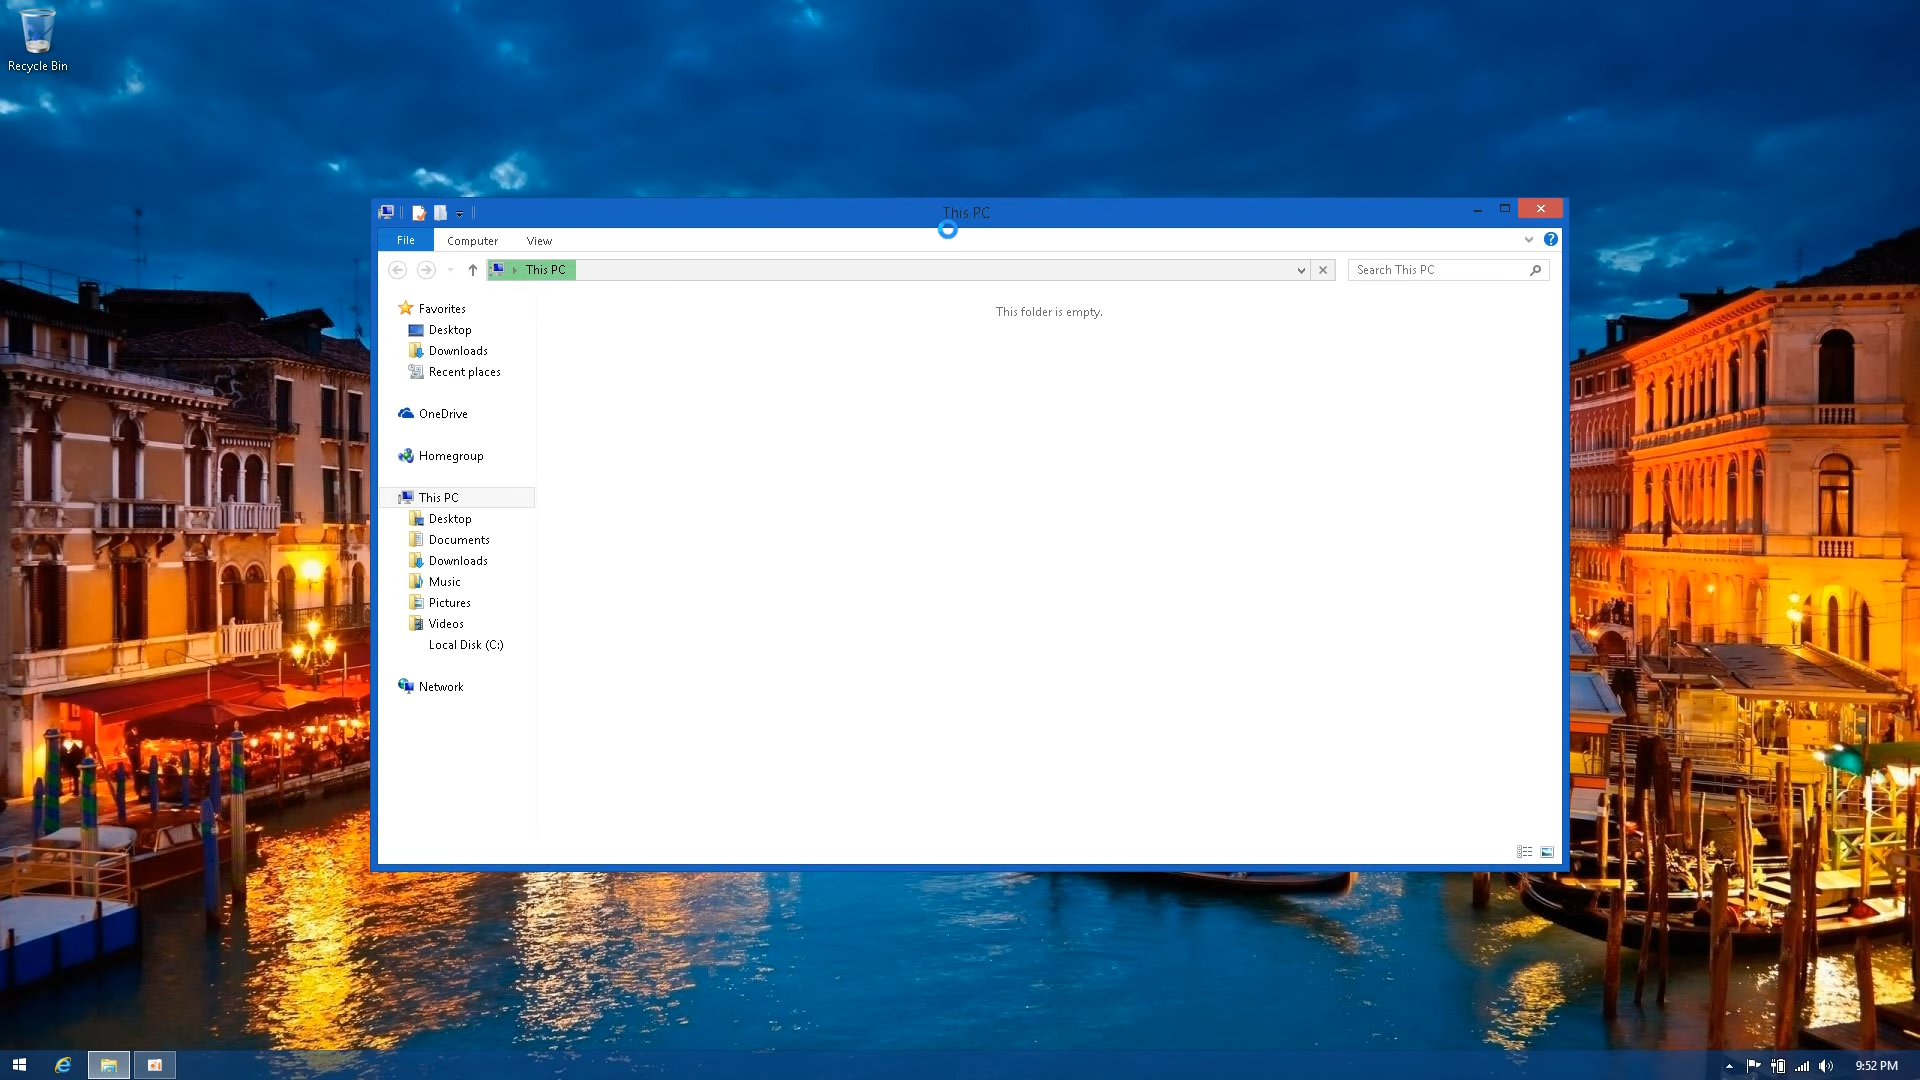 Recycle Bin
This PC
File
Computer
View
This PC
Search This PC
Favorites
Desktop
Downloads
Recent places
OneDrive
Homegroup
This PC
Desktop
Documents
Downloads
Music
Pictures
Videos
Local Disk (C:)
Network
This folder is empty.
9:52 PM